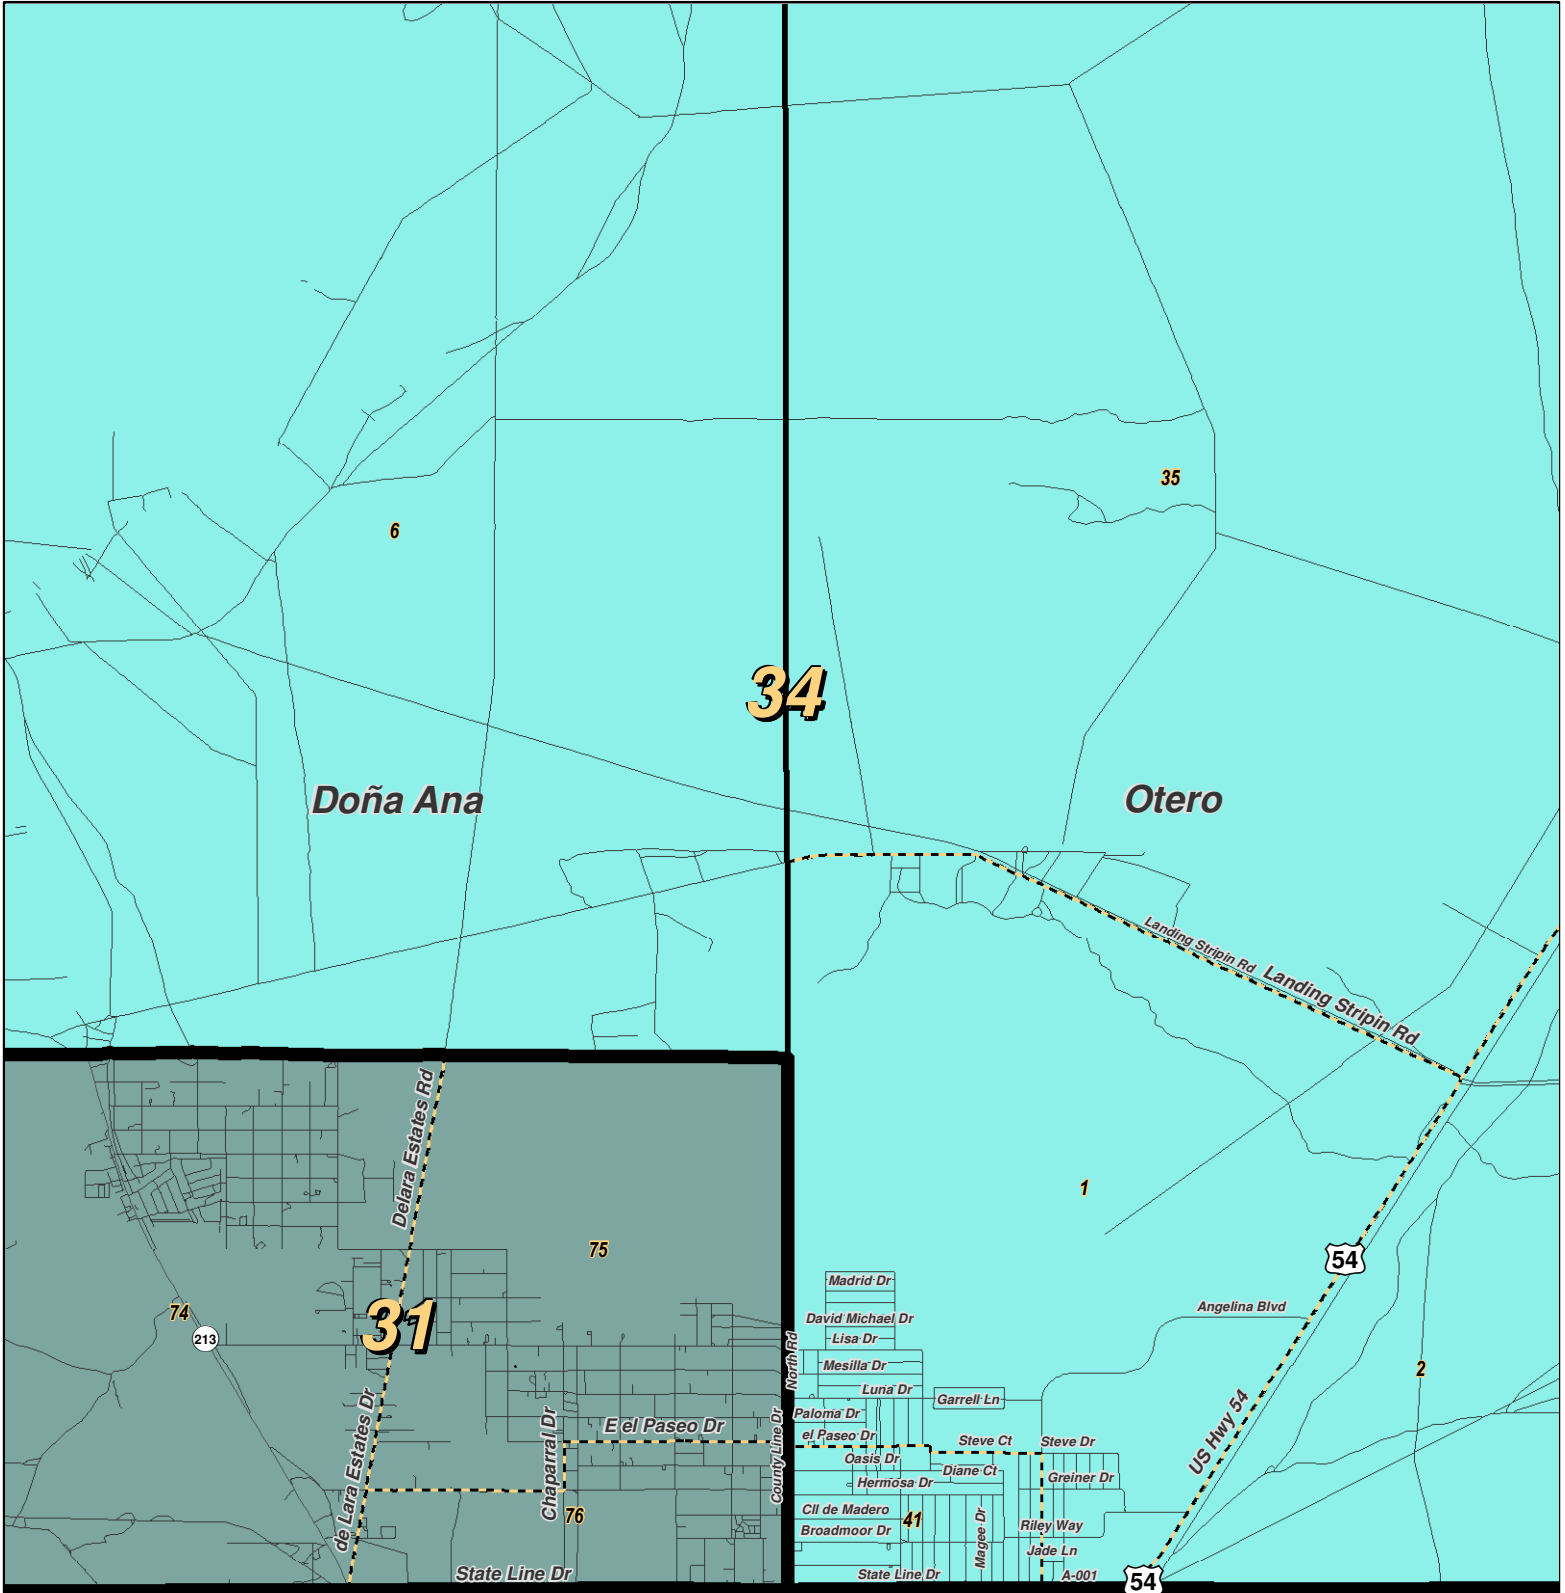 35
6
34
Doña Ana
Otero
Landing Stripin Rd
Landing Stripin Rd
Delara Estates Rd
1
75
54
Madrid Dr
Angelina Blvd
74
31
213
David Michael Dr
Lisa Dr
North Rd
Mesilla Dr
2
Luna Dr
Garrell Ln
Paloma Dr
E el Paseo Dr
el Paseo Dr
Steve Ct
Steve Dr
US Hwy 54
de Lara Estates Dr
Chaparral Dr
County Line Dr
Oasis Dr
Diane Ct
Greiner Dr
Hermosa Dr
Cll de Madero
41
76
Broadmoor Dr
Magee Dr
Riley Way
Jade Ln
State Line Dr
State Line Dr
A-001
54